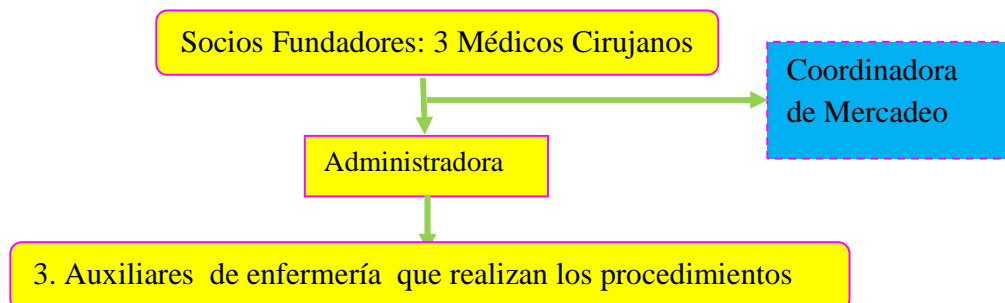 Socios Fundadores: 3 Médicos Cirujanos
Coordinadora
de Mercadeo
Administradora
3. Auxiliares de enfermería que realizan los procedimientos